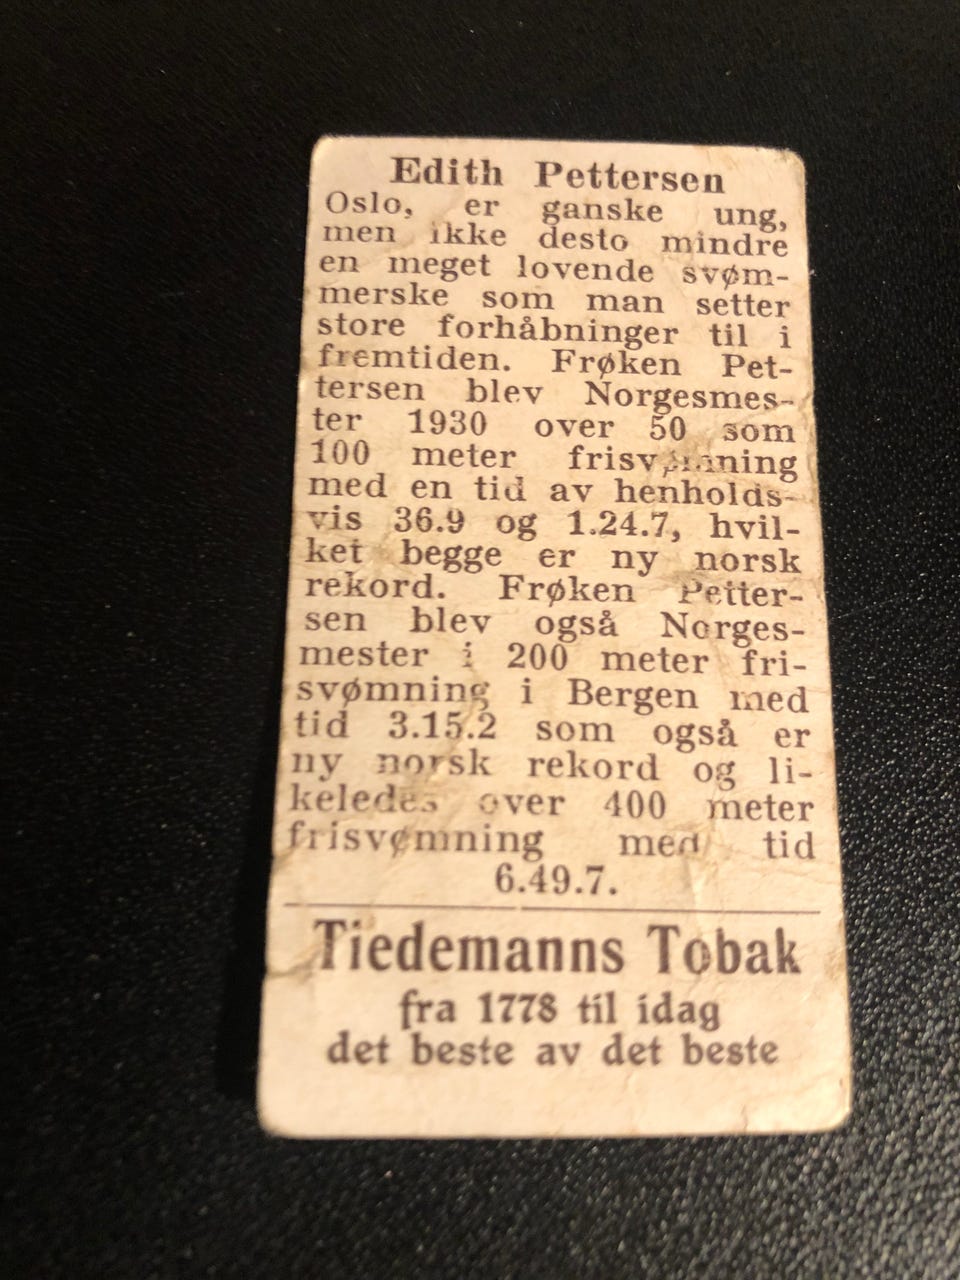 Edith Pettersen
Oslo, er ganske ung,
men ikke desto mindre
en meget lovende svøm-
merske som man setter
store forhåbninger til i
fremtiden. Frøken Pet-
tersen blev Norgesmes-
ter 1930 over 50 som
100 meter frisvømning
med en tid av henholds-
vis 36.9 og 1.24.7, hvil-
ket begge er ny norsk
rekord. Frøken Petter-
sen blev også Norges-
mester i 200 meter fri-
svømning i Bergen med
tid 3.15.2 som også er
ny norsk rekord og li-
keledes over 400 meter
frisvømning med tid
6.49.7.
Tiedemanns Tobak
fra 1778 til idag
det beste av det beste